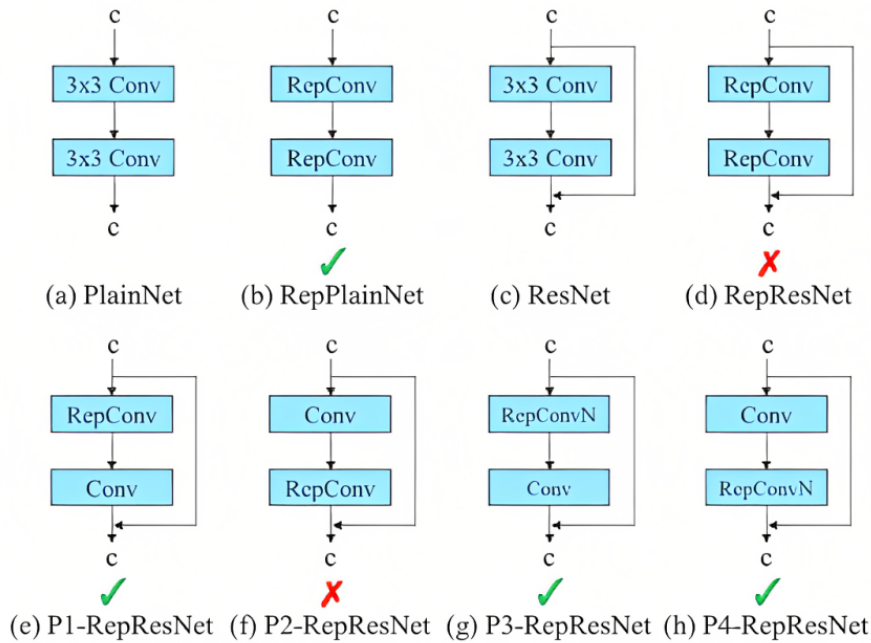 c c c c
3x3 Conv RepConv 3x3 Conv RepConv
3x3 Conv RepConv 3x3 Conv RepConv
c c c c
(a) PlainNet (b) RepPlainNet (c) ResNet (d) RepResNet
c c c c
RepConv Conv RepConvN Conv
Conv RepConv Conv RepConvN
c c c c
(e) P1-RepResNet (f) P2-RepResNet (g) P3-RepResNet (h) P4-RepResNet